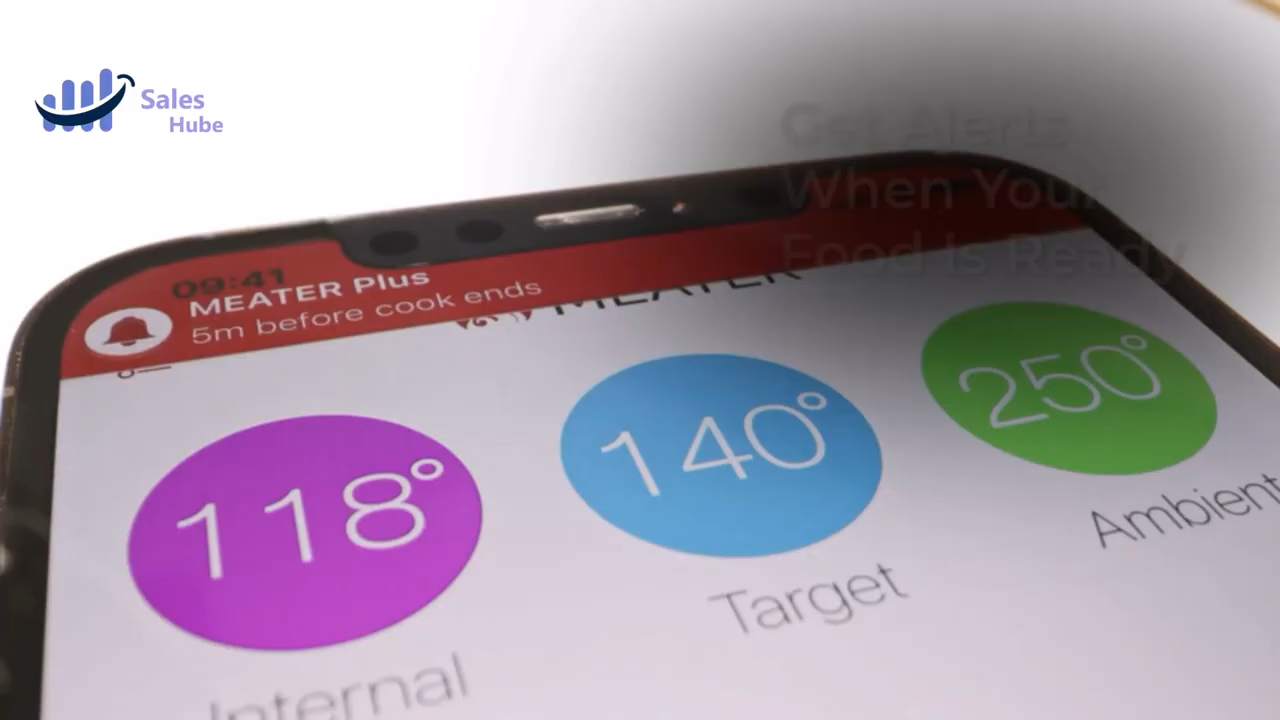 Sales
Hube
Get Alerts
When Your
Food Is Ready
09:41
MEATER Plus
5m before cook ends
MEATER
118°
140°
250°
Internal
Target
Ambient